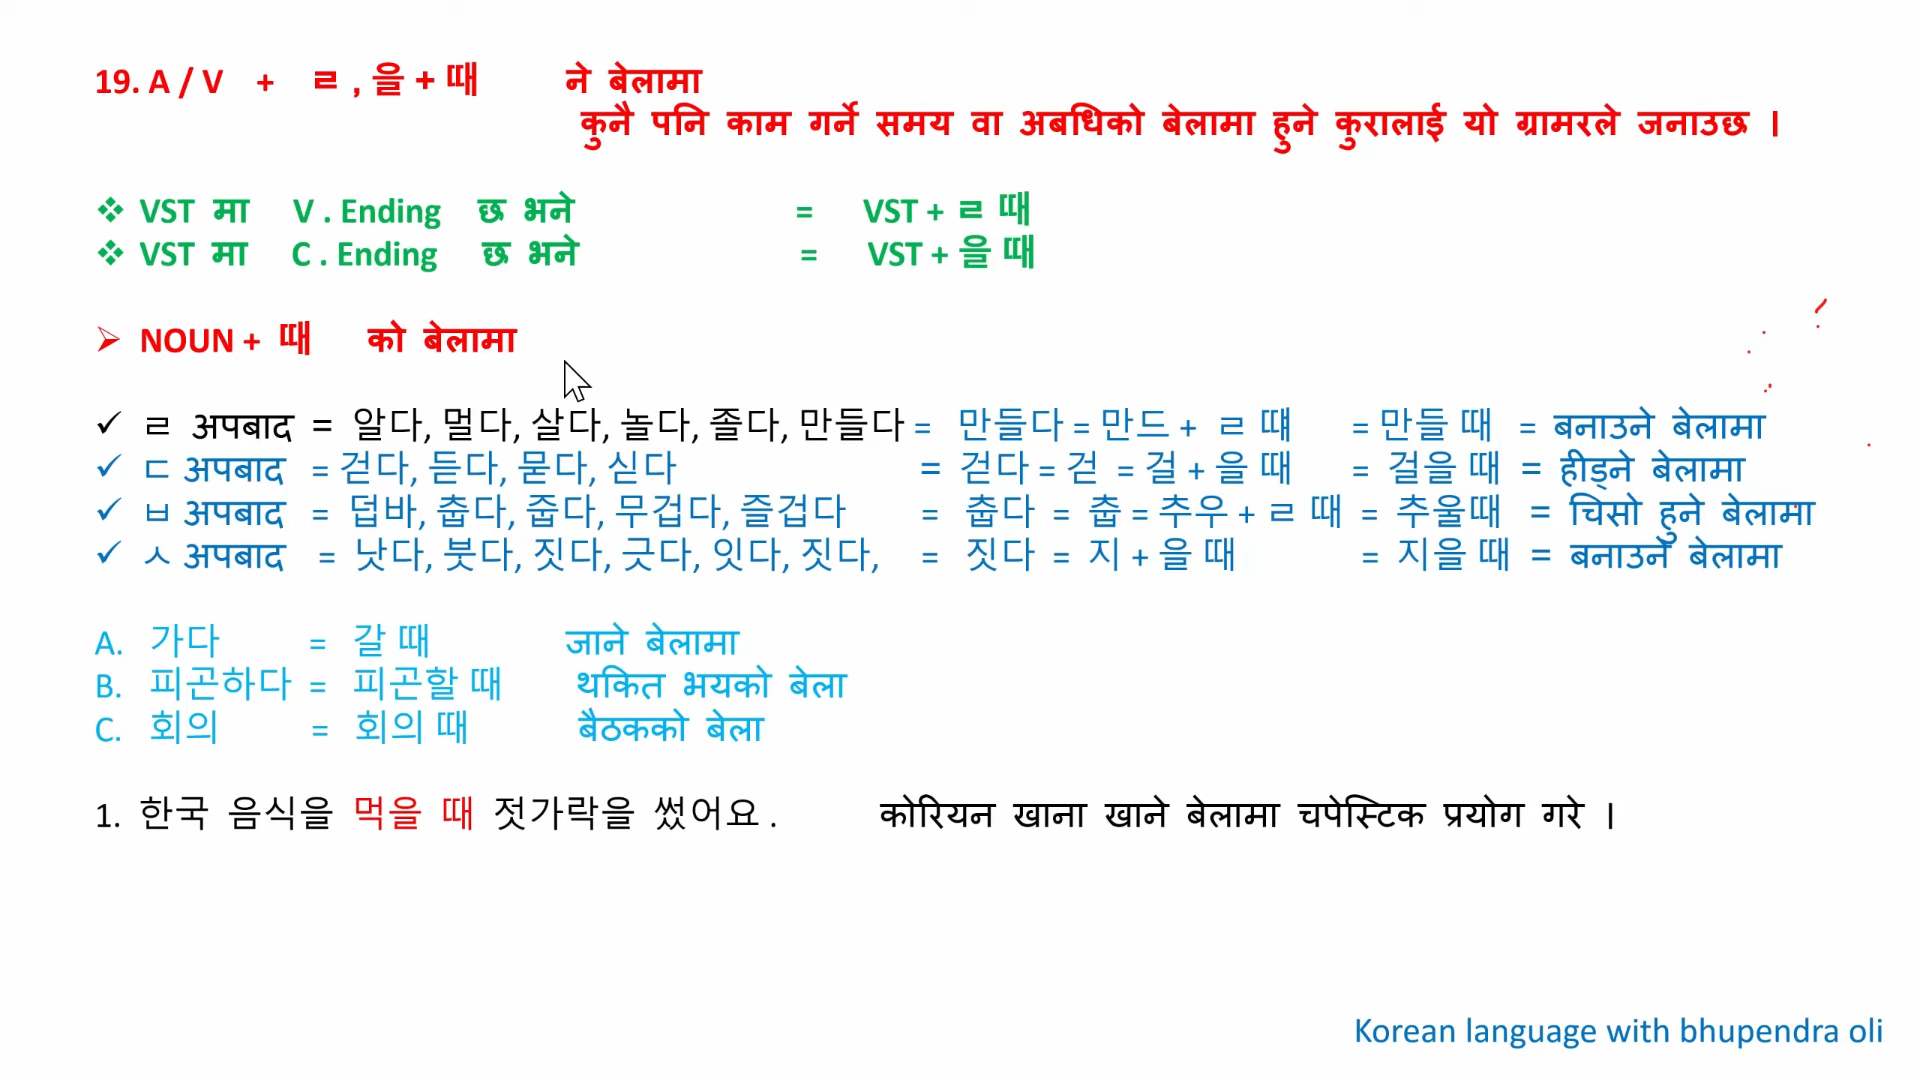 19. A / V + ㄹ , 을 + 때 ने बेलामा
कुनै पनि काम गर्ने समय वा अबधिको बेलामा हुने कुरालाई यो ग्रामरले जनाउछ ।
❖ VST मा V . Ending छ भने = VST + ㄹ 때
❖ VST मा C . Ending छ भने = VST + 을 때
➢ NOUN + 때 को बेलामा
✓ ㄹ अपबाद = 알다, 멀다, 살다, 놀다, 졸다, 만들다 = 만들다 = 만드 + ㄹ 떄 = 만들 때 = बनाउने बेलामा
✓ ㄷ अपबाद = 걷다, 듣다, 묻다, 싣다 = 걷다 = 걷 = 걸 + 을 때 = 걸을 때 = हीड्ने बेलामा
✓ ㅂ अपबाद = 덥바, 춥다, 줍다, 무겁다, 즐겁다 = 춥다 = 춥 = 추우 + ㄹ 때 = 추울때 = चिसो हुने बेलामा
✓ ㅅ अपबाद = 낫다, 붓다, 짓다, 긋다, 잇다, 짓다, = 짓다 = 지 + 을 때 = 지을 때 = बनाउने बेलामा
A. 가다 = 갈 때 जाने बेलामा
B. 피곤하다 = 피곤할 때 थकित भयको बेला
C. 회의 = 회의 때 बैठकको बेला
1. 한국 음식을 먹을 때 젓가락을 썼어요 . कोरियन खाना खाने बेलामा चपेस्टिक प्रयोग गरे ।
Korean language with bhupendra oli